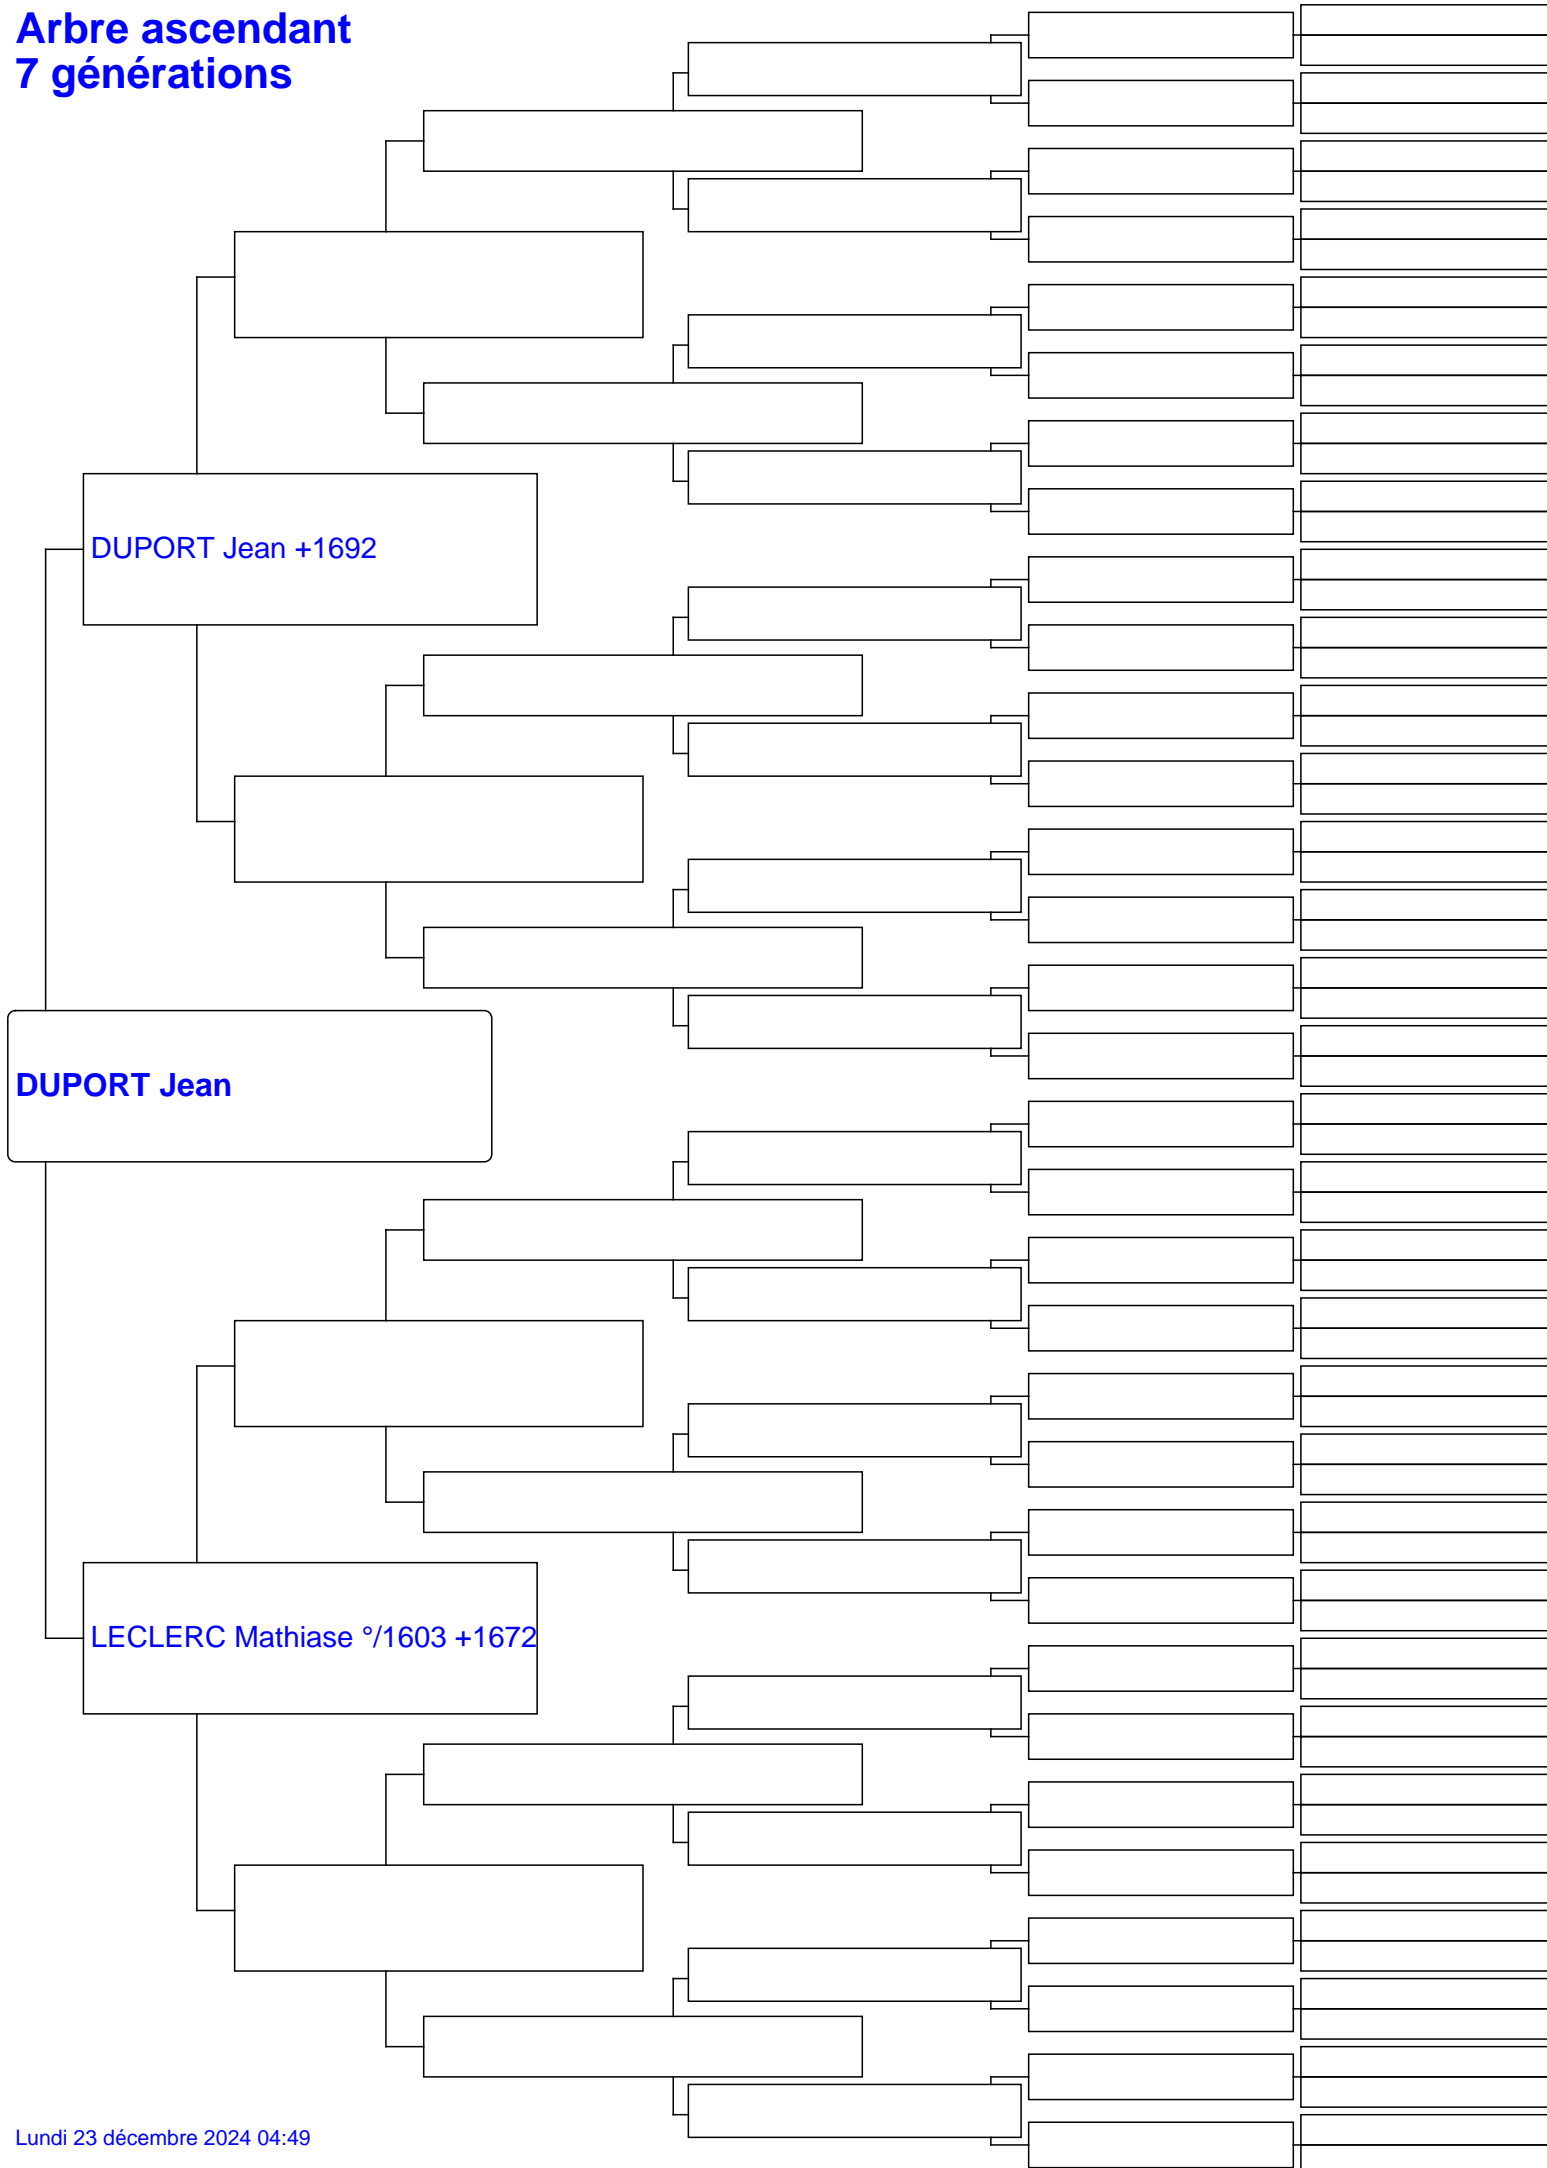 Arbre ascendant
7 générations
DUPORT Jean +1692
DUPORT Jean
LECLERC Mathiase °/1603 +1672
Lundi 23 décembre 2024 04:49